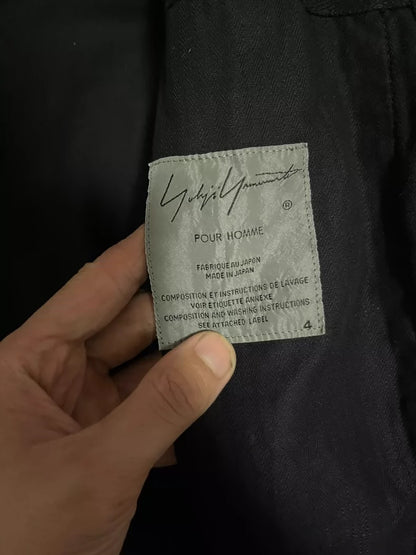 Yohji Yamamoto
®
POUR HOMME
FABRIQUE AU JAPON
MADE IN JAPAN
COMPOSITION ET INSTRUCTIONS DE LAVAGE
VOIR ETIQUETTE ANNEXE
COMPOSITION AND WASHING INSTRUCTIONS
SEE ATTACHED LABEL
4